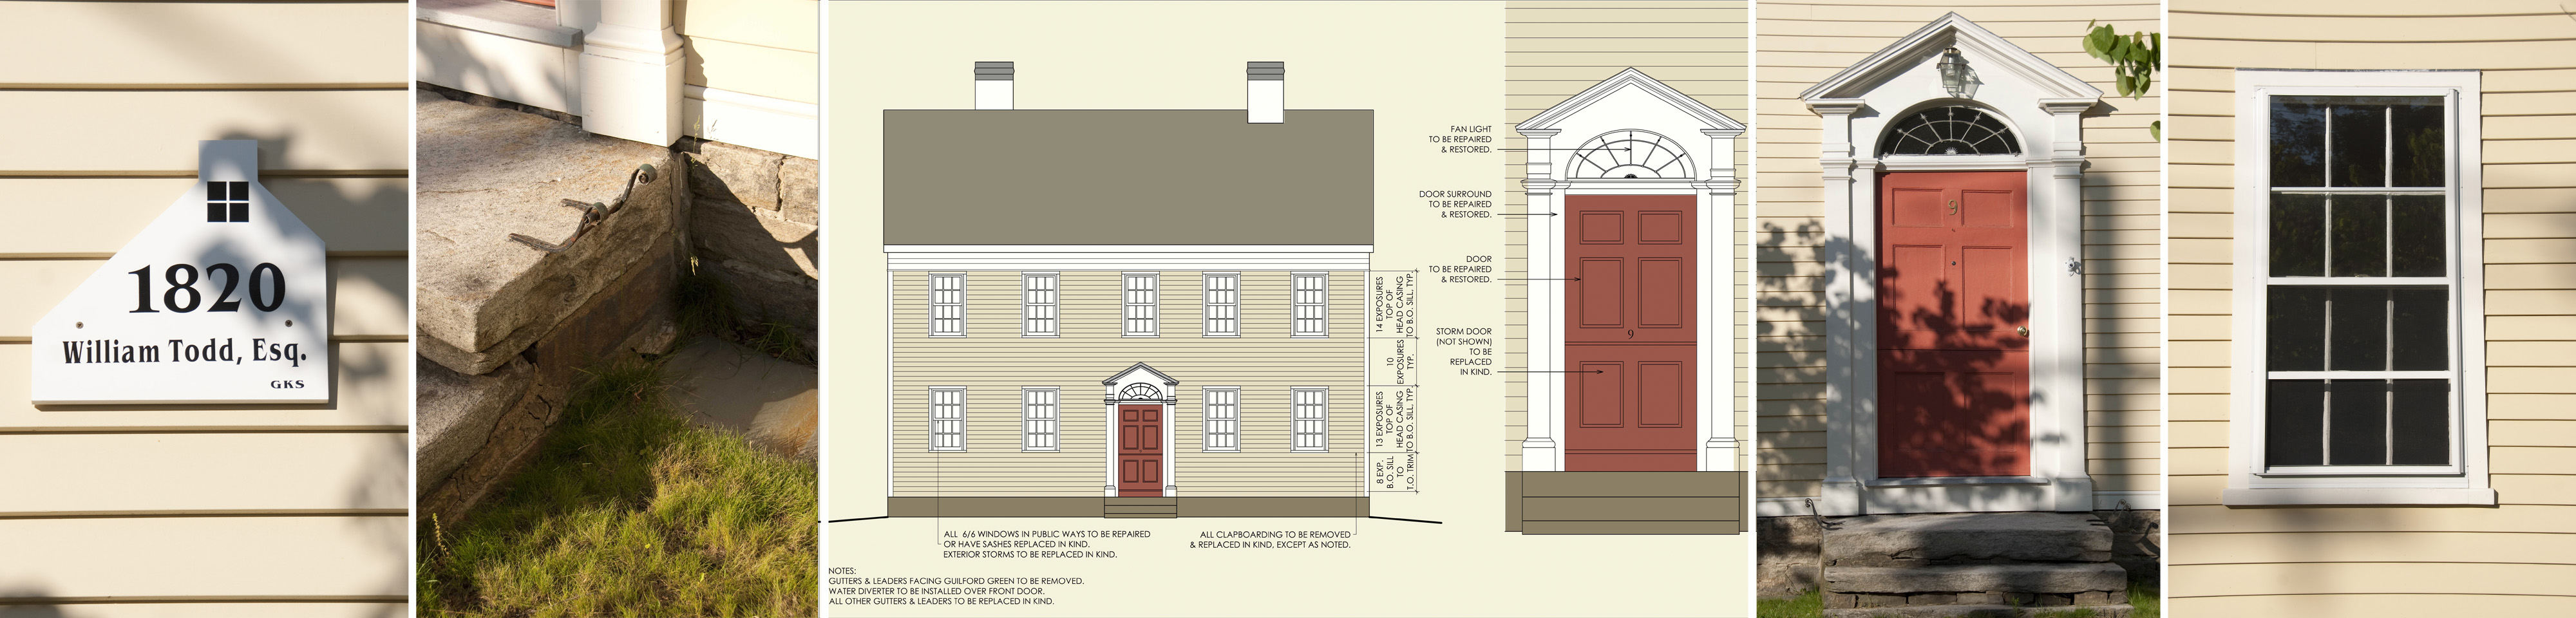 1820
William Todd, Esq.
GKS
FAN LIGHT
TO BE REPAIRED
& RESTORED.
DOOR SURROUND
TO BE REPAIRED
& RESTORED.
DOOR
TO BE REPAIRED
& RESTORED.
STORM DOOR
(NOT SHOWN)
TO BE
REPLACED
IN KIND.
14 EXPOSURES
TOP OF
HEAD CASING
TO B.O. SILL, TYP.
10
EXPOSURES
TYP.
13 EXPOSURES
TOP OF
HEAD CASING
TO B.O. SILL, TYP.
8 EXP.
B.O. SILL
TO
T.O. TRIM
ALL 6/6 WINDOWS IN PUBLIC WAYS TO BE REPAIRED
OR HAVE SASHES REPLACED IN KIND.
EXTERIOR STORMS TO BE REPLACED IN KIND.
ALL CLAPBOARDING TO BE REMOVED
& REPLACED IN KIND, EXCEPT AS NOTED.
NOTES:
GUTTERS & LEADERS FACING GUILFORD GREEN TO BE REMOVED.
WATER DIVERTER TO BE INSTALLED OVER FRONT DOOR.
ALL OTHER GUTTERS & LEADERS TO BE REPLACED IN KIND.
9
9